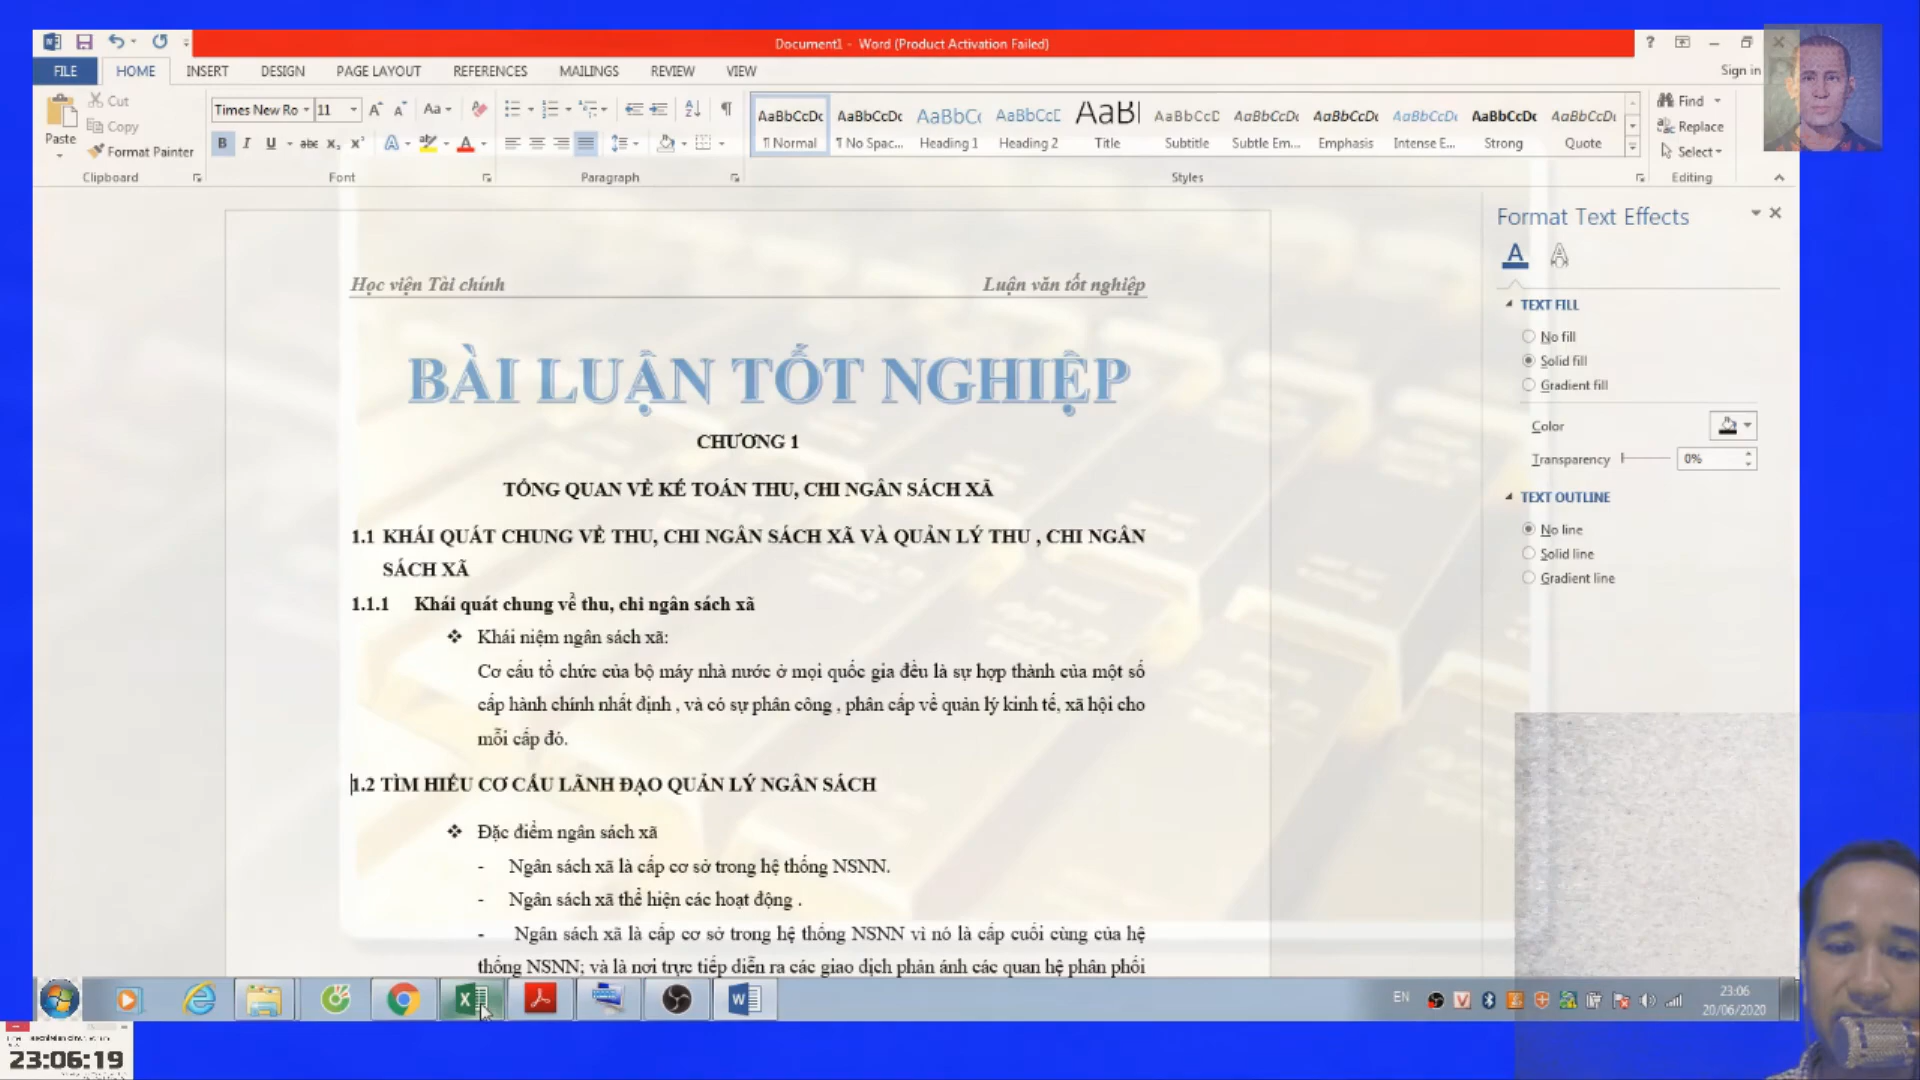 Document1 - Word (Product Activation Failed)
FILE HOME INSERT DESIGN PAGE LAYOUT REFERENCES MAILINGS REVIEW VIEW Sign in
Cut
Copy
Format Painter
Paste
Clipboard
Times New Ro 11
Font
Paragraph
AaBbCcDc AaBbCcDc AaBbCc AaBbCcC AaBl AaBbCcC AaBbCcDc AaBbCcDc AaBbCcDc AaBbCcDc AaBbCcDc
¶ Normal ¶ No Spac... Heading 1 Heading 2 Title Subtitle Subtle Em... Emphasis Intense E... Strong Quote
Styles
Find
Replace
Select
Editing
Format Text Effects
TEXT FILL
No fill
Solid fill
Gradient fill
Color
Transparency 0%
TEXT OUTLINE
No line
Solid line
Gradient line
Học viện Tài chính Luận văn tốt nghiệp
BÀI LUẬN TỐT NGHIỆP
CHƯƠNG 1
TỔNG QUAN VỀ KẾ TOÁN THU, CHI NGÂN SÁCH XÃ
1.1 KHÁI QUÁT CHUNG VỀ THU, CHI NGÂN SÁCH XÃ VÀ QUẢN LÝ THU , CHI NGÂN
SÁCH XÃ
1.1.1 Khái quát chung về thu, chi ngân sách xã
❖ Khái niệm ngân sách xã:
Cơ cấu tổ chức của bộ máy nhà nước ở mọi quốc gia đều là sự hợp thành của một số
cấp hành chính nhất định , và có sự phân công , phân cấp về quản lý kinh tế, xã hội cho
mỗi cấp đó.
1.2 TÌM HIỂU CƠ CẤU LÃNH ĐẠO QUẢN LÝ NGÂN SÁCH
❖ Đặc điểm ngân sách xã
- Ngân sách xã là cấp cơ sở trong hệ thống NSNN.
- Ngân sách xã thể hiện các hoạt động .
- Ngân sách xã là cấp cơ sở trong hệ thống NSNN vì nó là cấp cuối cùng của hệ
thống NSNN; và là nơi trực tiếp diễn ra các giao dịch phản ánh các quan hệ phân phối
EN
23:06
20/06/2020
23:06:19